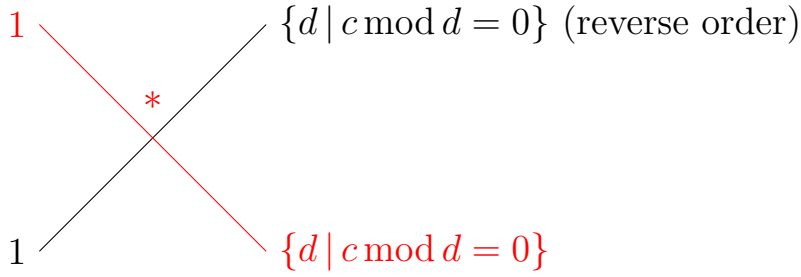 1 {d | c mod d = 0} (reverse order)
*
1 {d | c mod d = 0}